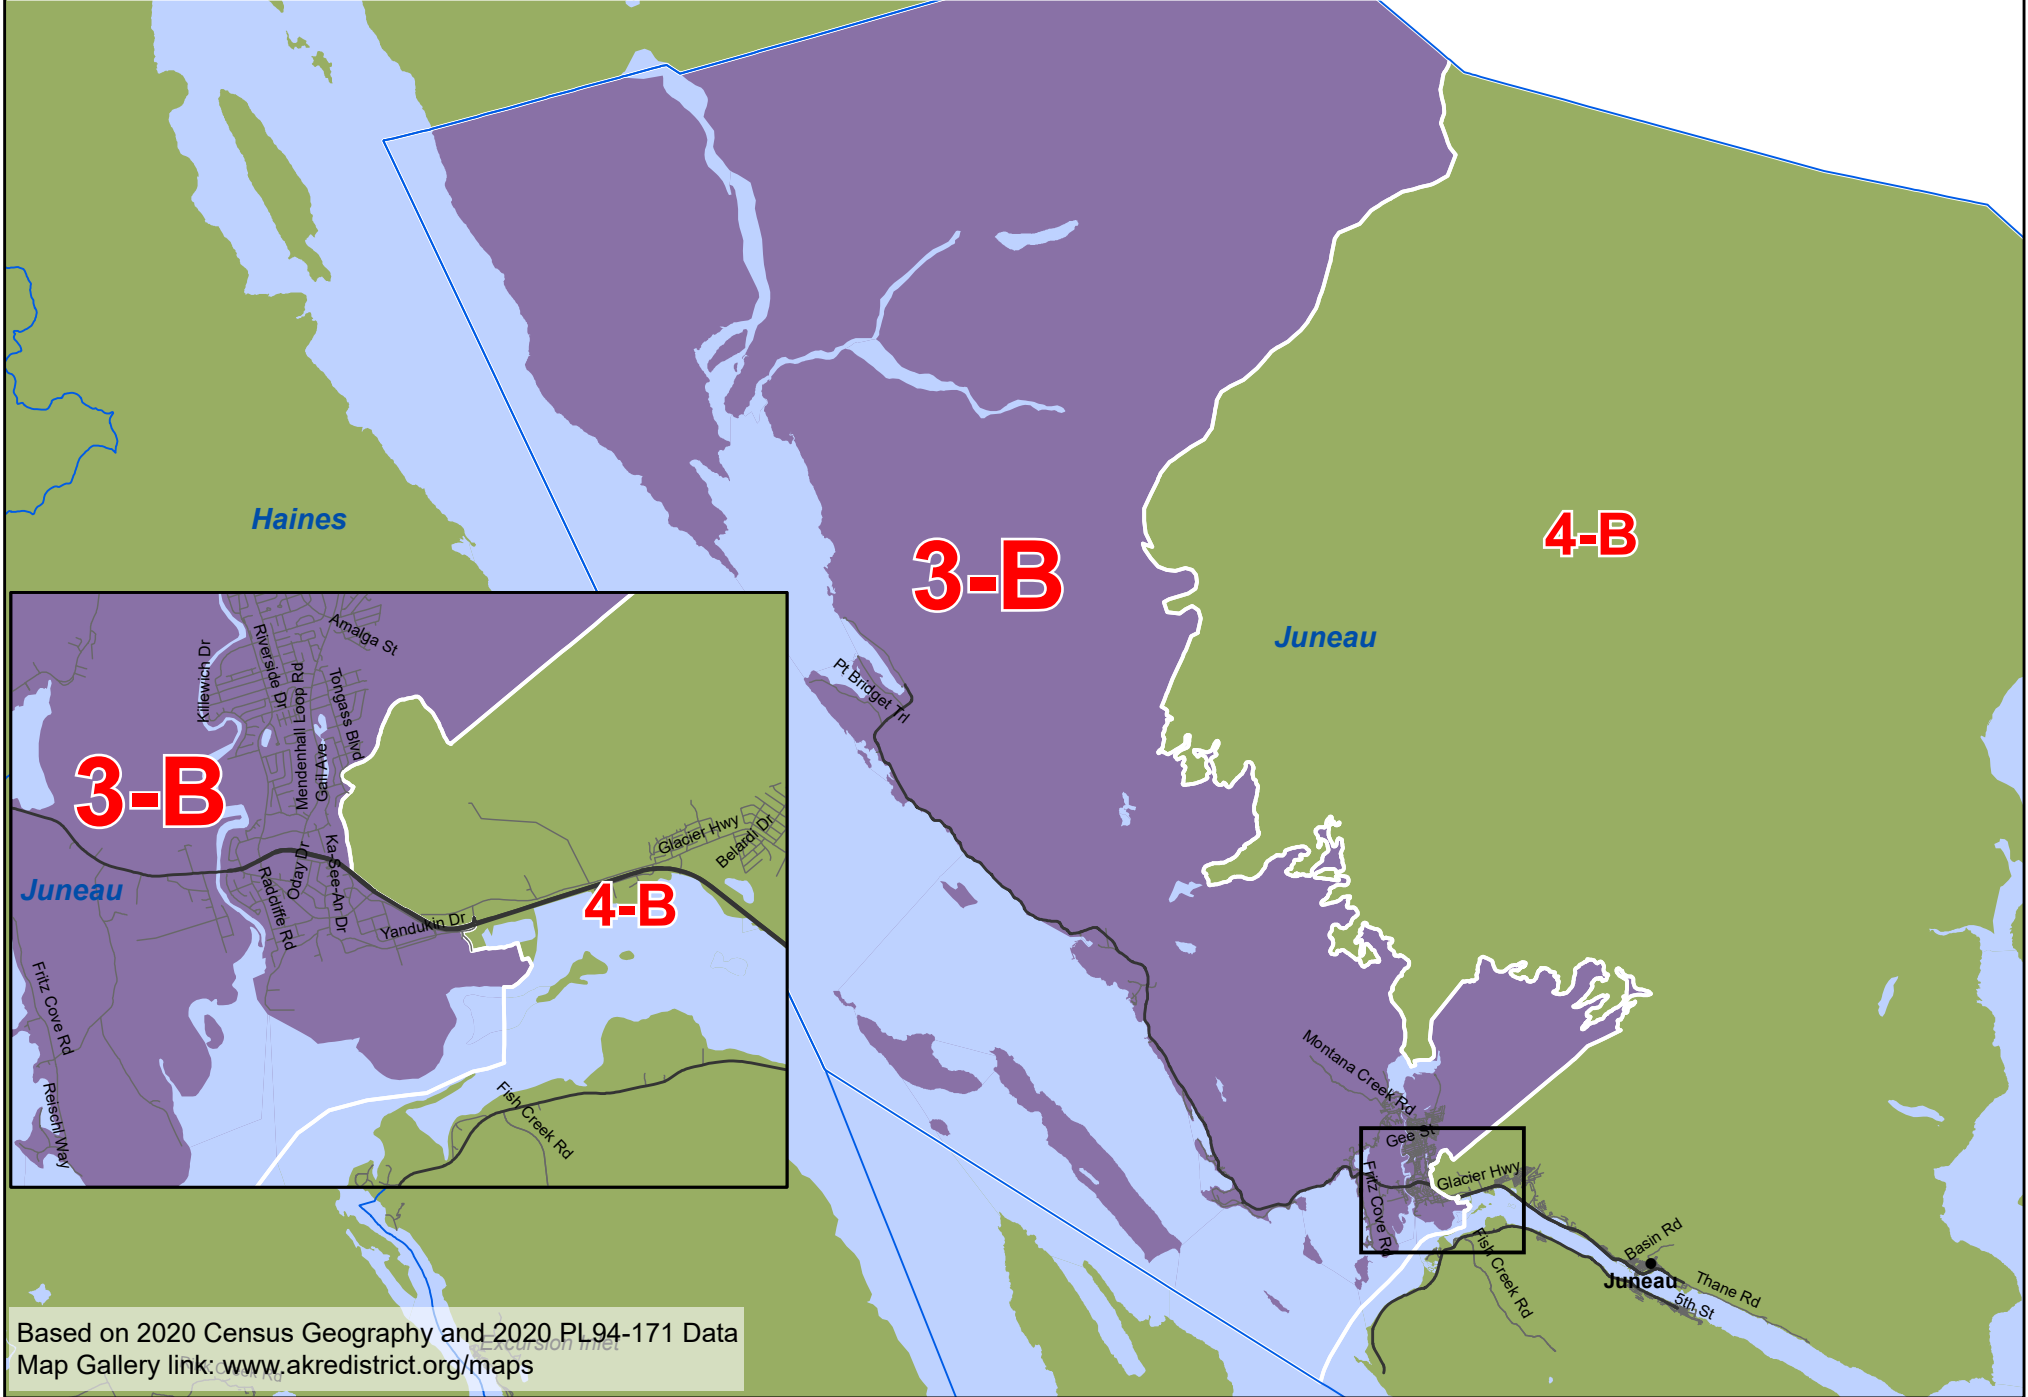 Haines
3-B
4-B
Juneau
Pt Bridget Trl
Montana Creek Rd
Gee St
Glacier Hwy
Fritz Cove Rd
Fish Creek Rd
Basin Rd
Juneau
Thane Rd
5th St
Killewich Dr
Riverside Dr
Amalga St
Mendenhall Loop Rd
Tongass Blvd
Gail Ave
3-B
Juneau
Oday Dr
Ka-See-An Dr
Radcliffe Rd
Yandukin Dr
Glacier Hwy
Belardi Dr
4-B
Fritz Cove Rd
Reischl Way
Fish Creek Rd
Excursion Inlet
Based on 2020 Census Geography and 2020 PL94-171 Data
Map Gallery link: www.akredistrict.org/maps